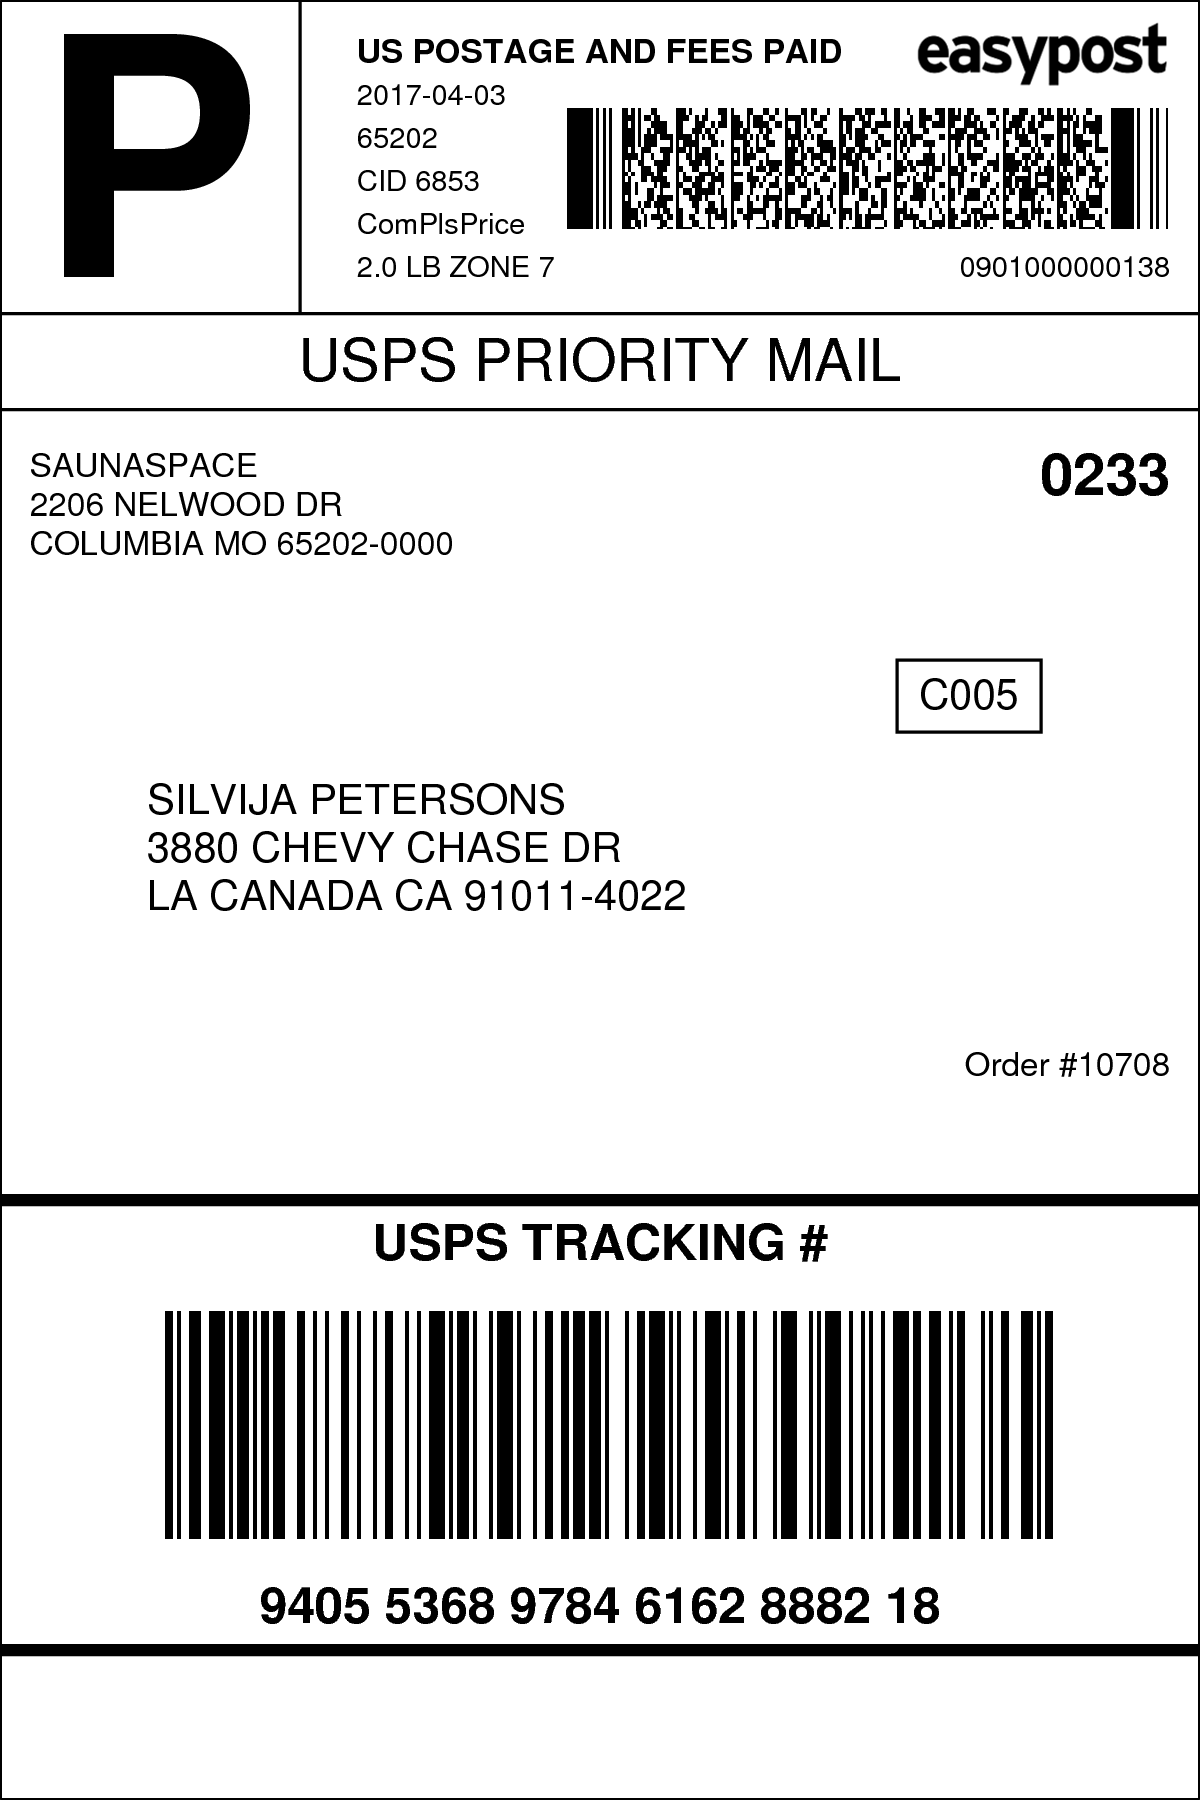 P
US POSTAGE AND FEES PAID
easypost
2017-04-03
65202
CID 6853
ComPlsPrice
2.0 LB ZONE 7
0901000000138
USPS PRIORITY MAIL
SAUNASPACE
2206 NELWOOD DR
COLUMBIA MO 65202-0000
0233
C005
SILVIJA PETERSONS
3880 CHEVY CHASE DR
LA CANADA CA 91011-4022
Order #10708
USPS TRACKING #
9405 5368 9784 6162 8882 18